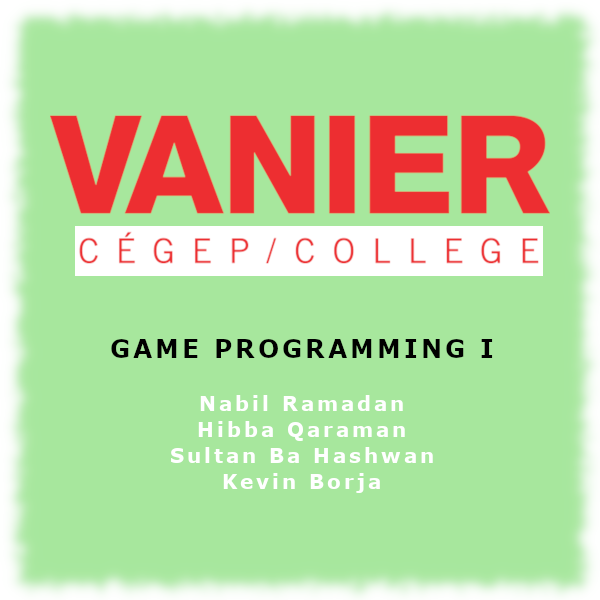 VANIER
CÉGEP/COLLEGE
GAME PROGRAMMING I
Nabil Ramadan
Hibba Qaraman
Sultan Ba Hashwan
Kevin Borja